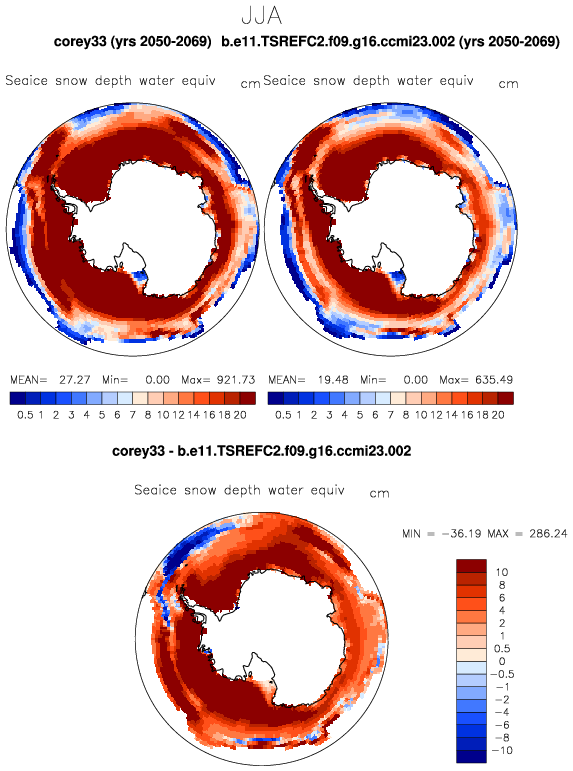 JJA
corey33 (yrs 2050-2069) b.e11.TSREFC2.f09.g16.ccmi23.002 (yrs 2050-2069)
Seaice snow depth water equiv cm Seaice snow depth water equiv cm
MEAN= 27.27 Min= 0.00 Max= 921.73 MEAN= 19.48 Min= 0.00 Max= 635.49
0.5 1 2 3 4 5 6 7 8 10 12 14 16 18 20 0.5 1 2 3 4 5 6 7 8 10 12 14 16 18 20
corey33 - b.e11.TSREFC2.f09.g16.ccmi23.002
Seaice snow depth water equiv cm
MIN = -36.19 MAX = 286.24
10
8
6
4
2
1
0.5
0
-0.5
-1
-2
-4
-6
-8
-10